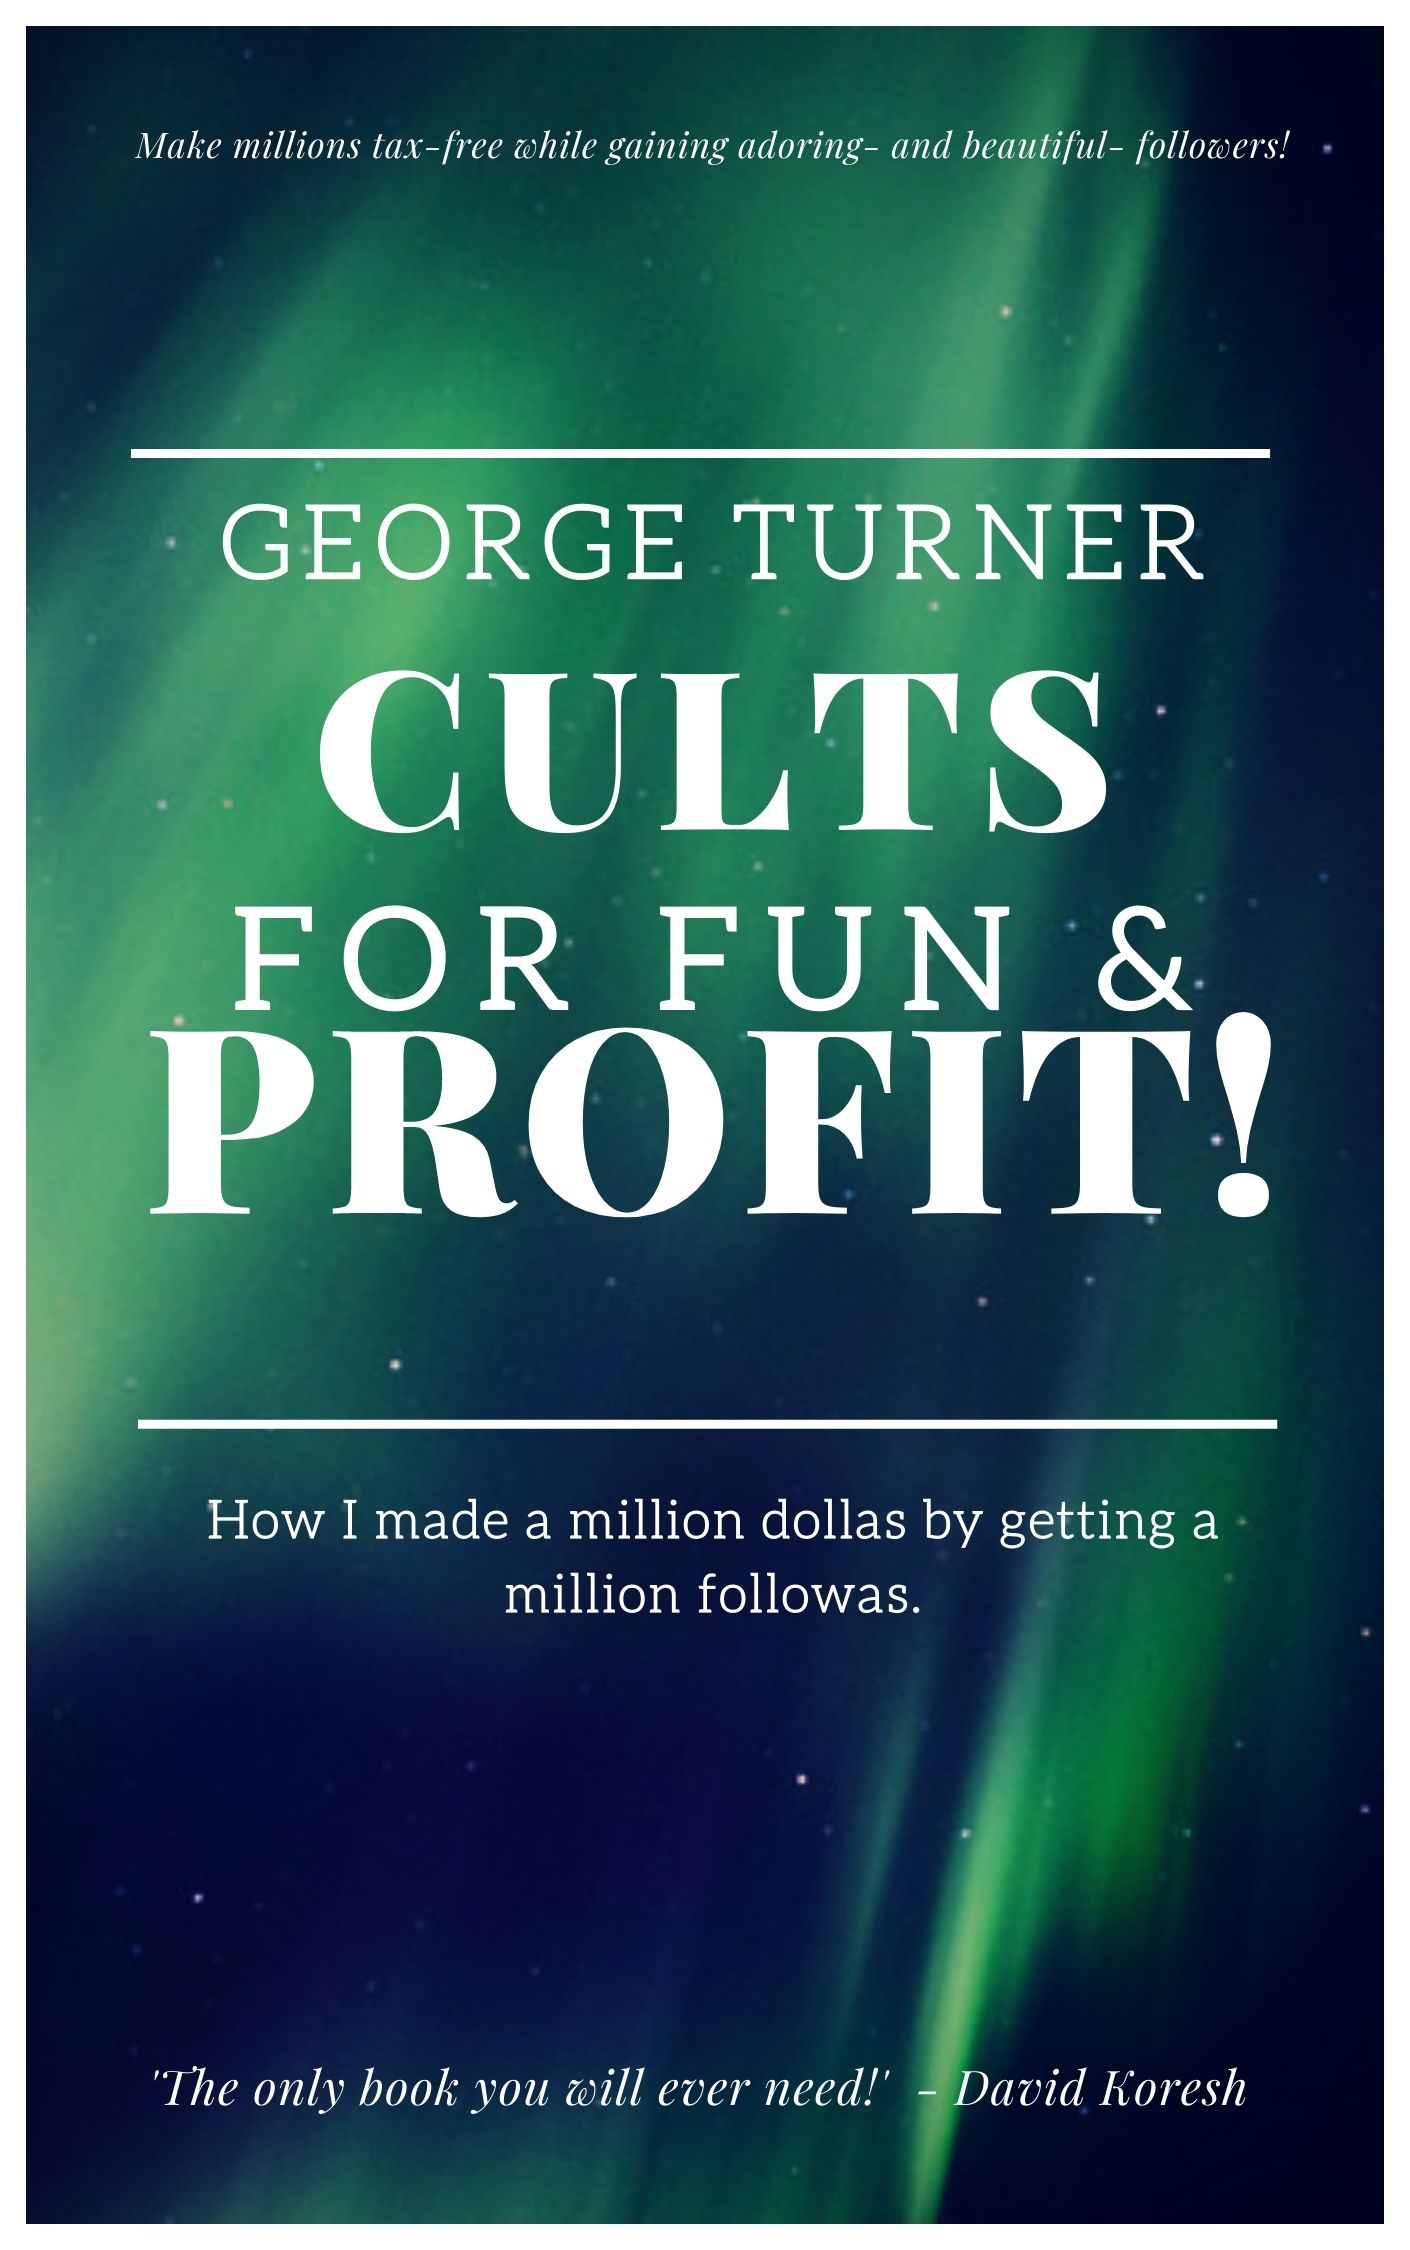 Make millions tax-free while gaining adoring- and beautiful- followers!
GEORGE TURNER
CULTS
FOR FUN &
PROFIT!
How I made a million dollas by getting a
million followas.
'The only book you will ever need!' - David Koresh